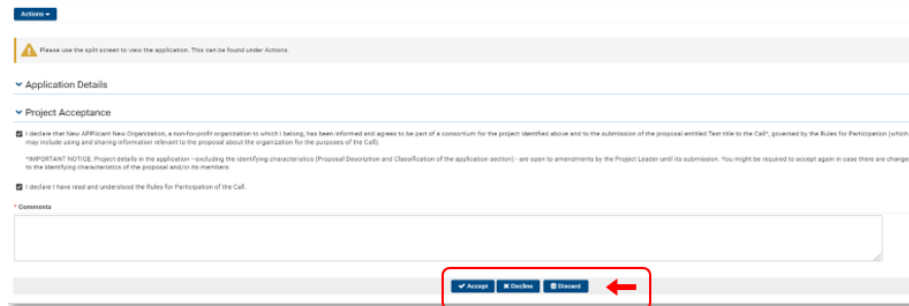 Actions
Please use the split screen to view the application. This can be found under Actions.
Application Details
Project Acceptance
I declare that New APPlicant New Organization, a non-for-profit organization to which I belong, has been informed and agrees to be part of a consortium for the project identified above and to the submission of the proposal entitled Test title to the Call*, governed by the Rules for Participation (which
may include using and sharing information relevant to the proposal about the organization for the purposes of the Call).
*IMPORTANT NOTICE: Project details in the application –excluding the identifying characteristics (Proposal Description and Classification of the application section) - are open to amendments by the Project Leader until its submission. You might be required to accept again in case there are change
to the identifying characteristics of the proposal and/or its members.
I declare I have read and understood the Rules for Participation of the Call.
* Comments
Accept Decline Discard